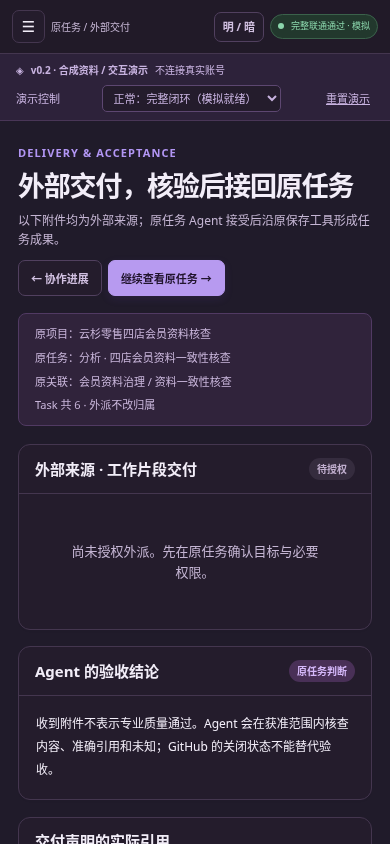 ☰ 原任务 / 外部交付 明 / 暗 完整联通通过 · 模拟
◈ v0.2 · 合成资料 / 交互演示 不连接真实账号
演示控制 正常：完整闭环（模拟就绪） 重置演示
DELIVERY & ACCEPTANCE
外部交付，核验后接回原任务
以下附件均为外部来源；原任务 Agent 接受后沿原保存工具形成任
务成果。
← 协作进展 继续查看原任务 →
原项目：云杉零售四店会员资料核查
原任务：分析 · 四店会员资料一致性核查
原关联：会员资料治理 / 资料一致性核查
Task 共 6 · 外派不改归属
外部来源 · 工作片段交付 待授权
尚未授权外派。先在原任务确认目标与必要
权限。
Agent 的验收结论 原任务判断
收到附件不表示专业质量通过。Agent 会在获准范围内核查
内容、准确引用和未知；GitHub 的关闭状态不能替代验
收。
交付声明的实际引用